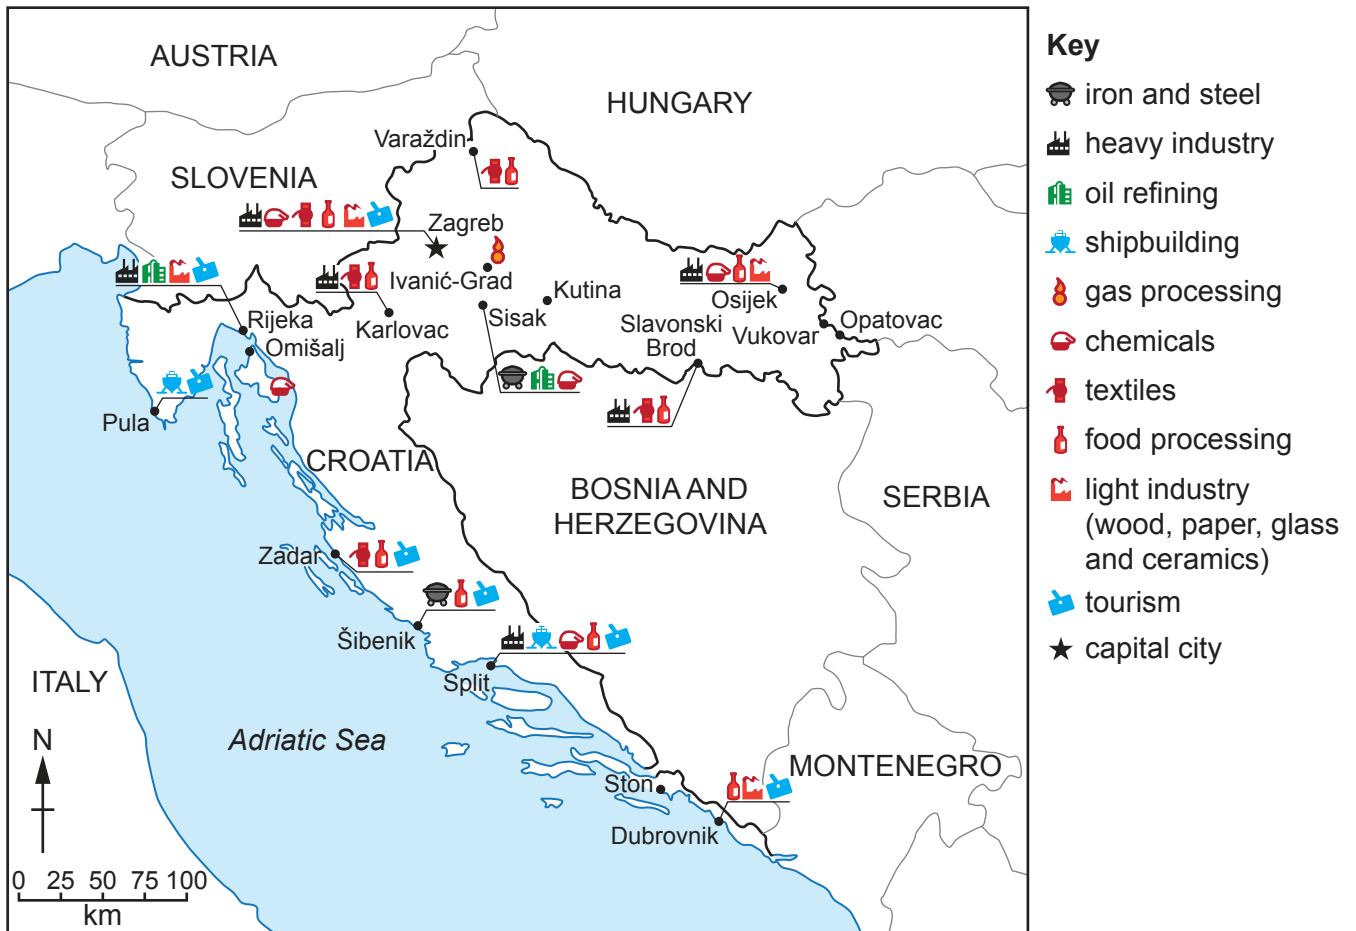 AUSTRIA
HUNGARY
Varaždin
SLOVENIA
Zagreb
Ivanić-Grad
Kutina
Osijek
Rijeka
Karlovac
Sisak
Slavonski
Brod
Vukovar
Opatovac
Omišalj
Pula
CROATIA
BOSNIA AND
HERZEGOVINA
SERBIA
Zadar
Šibenik
Split
ITALY
Adriatic Sea
N
MONTENEGRO
Ston
Dubrovnik
0 25 50 75 100
km
Key
iron and steel
heavy industry
oil refining
shipbuilding
gas processing
chemicals
textiles
food processing
light industry
(wood, paper, glass
and ceramics)
tourism
capital city